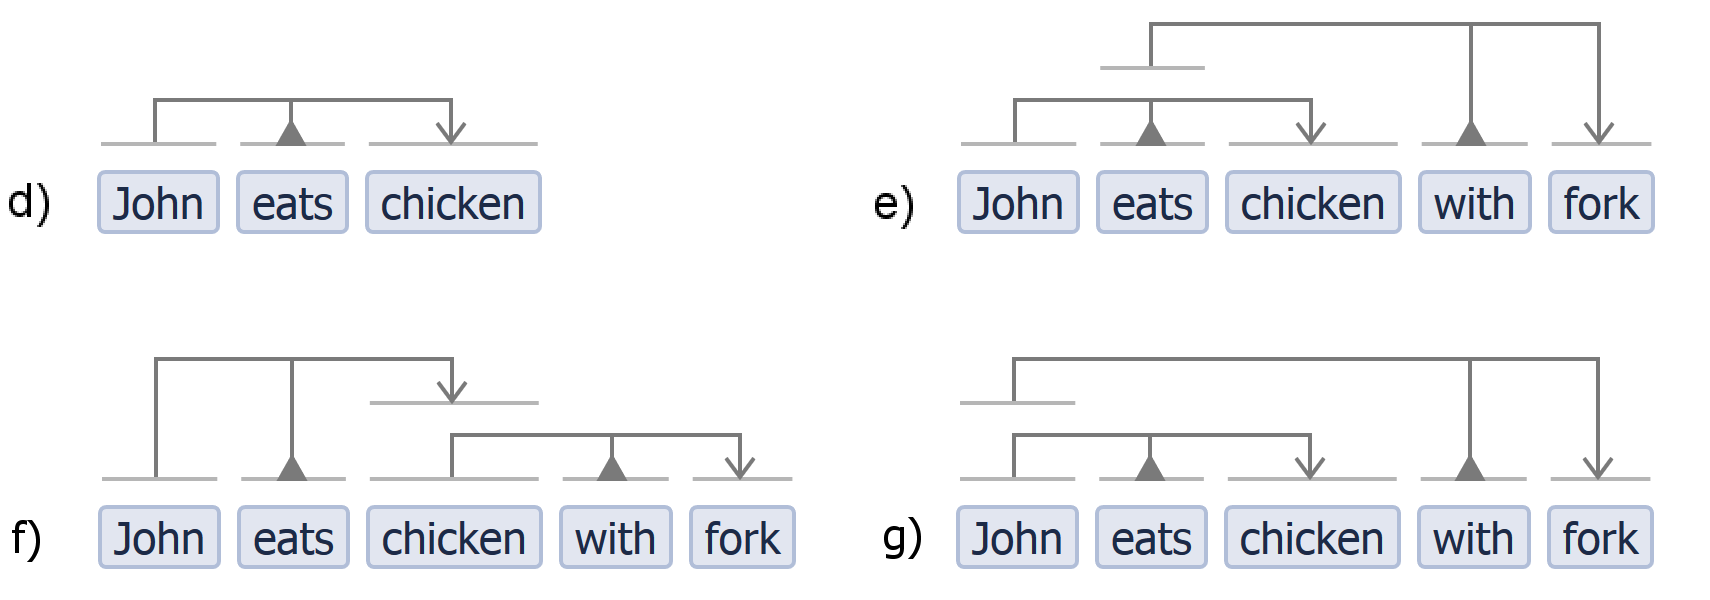 d) John eats chicken
e) John eats chicken with fork
f) John eats chicken with fork
g) John eats chicken with fork